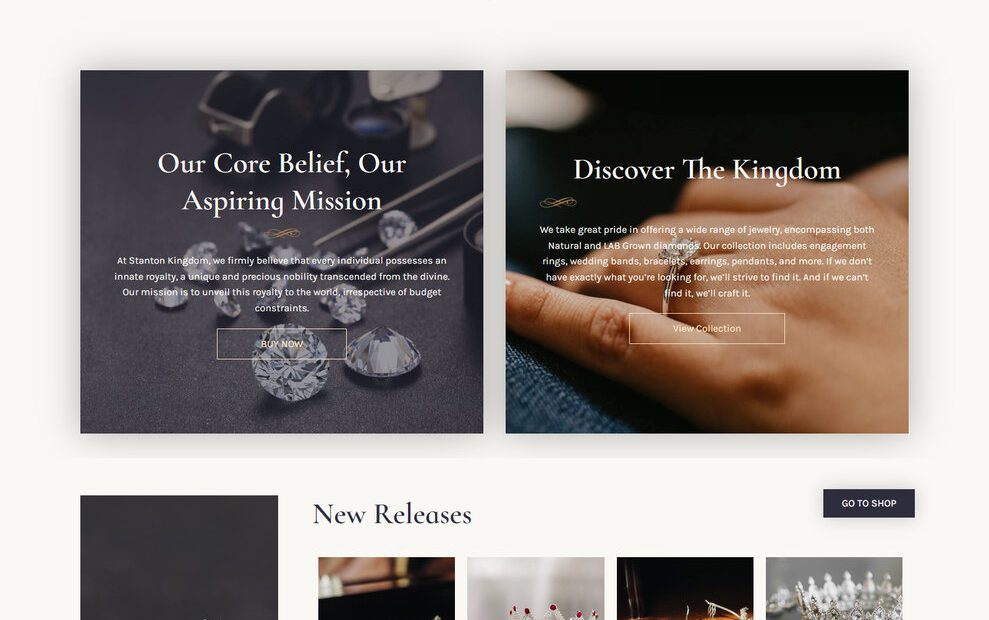 Our Core Belief, Our
Aspiring Mission
At Stanton Kingdom, we firmly believe that every individual possesses an
innate royalty, a unique and precious nobility transcended from the divine.
Our mission is to unveil this royalty to the world, irrespective of budget
constraints.
BUY NOW
Discover The Kingdom
We take great pride in offering a wide range of jewelry, encompassing both
Natural and LAB Grown diamonds. Our collection includes engagement
rings, wedding bands, bracelets, earrings, pendants, and more. If we don't
have exactly what you're looking for, we'll strive to find it. And if we can't
find it, we'll craft it.
View Collection
New Releases
GO TO SHOP